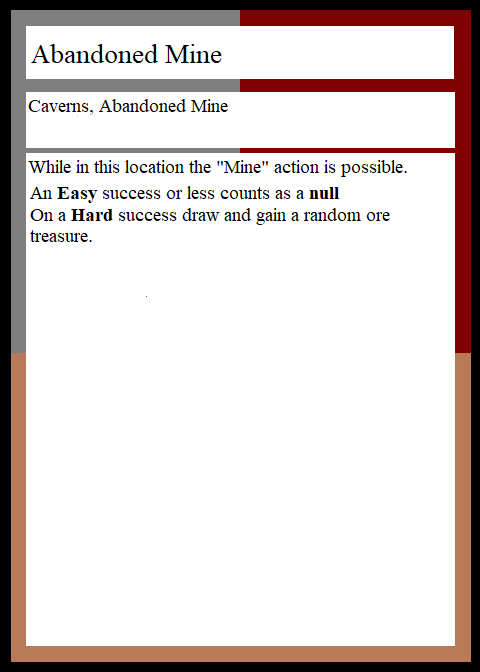 Abandoned Mine
Caverns, Abandoned Mine
While in this location the "Mine" action is possible.
An Easy success or less counts as a null
On a Hard success draw and gain a random ore
treasure.